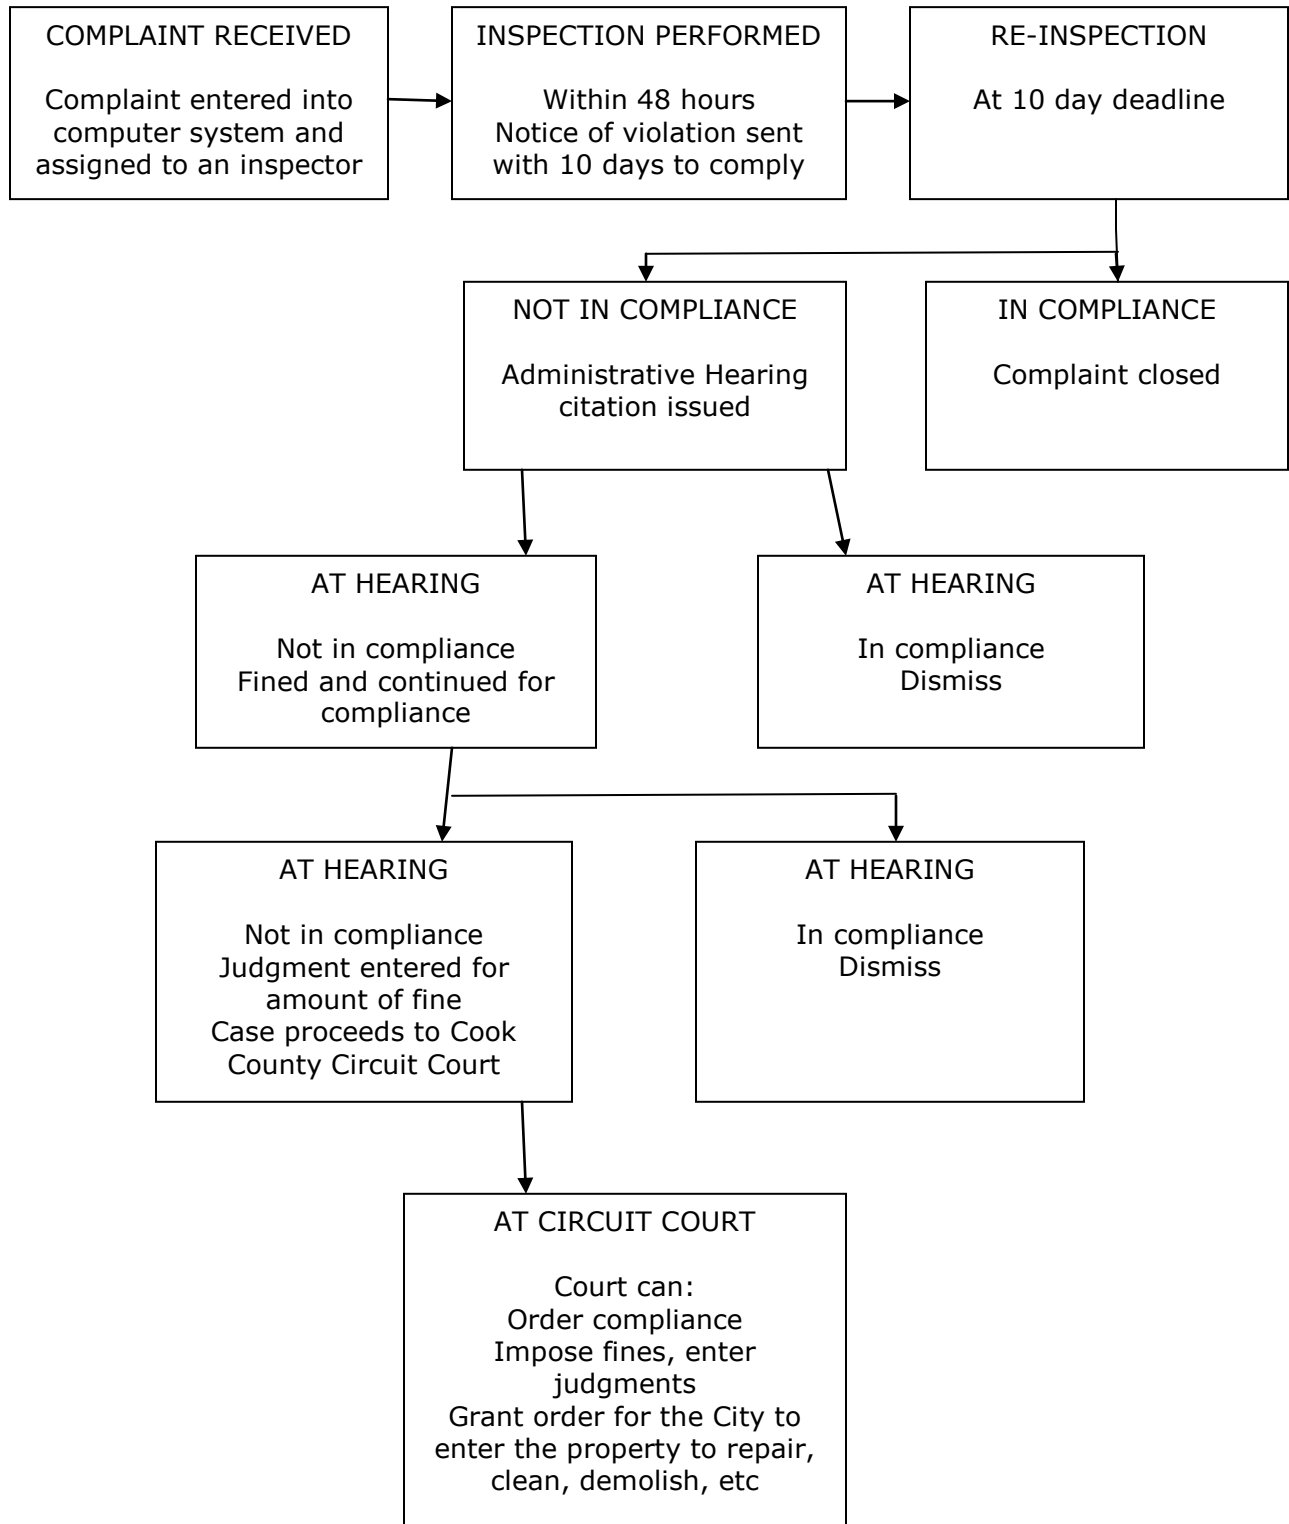 COMPLAINT RECEIVED
Complaint entered into
computer system and
assigned to an inspector
INSPECTION PERFORMED
Within 48 hours
Notice of violation sent
with 10 days to comply
RE-INSPECTION
At 10 day deadline
NOT IN COMPLIANCE
Administrative Hearing
citation issued
IN COMPLIANCE
Complaint closed
AT HEARING
Not in compliance
Fined and continued for
compliance
AT HEARING
In compliance
Dismiss
AT HEARING
Not in compliance
Judgment entered for
amount of fine
Case proceeds to Cook
County Circuit Court
AT HEARING
In compliance
Dismiss
AT CIRCUIT COURT
Court can:
Order compliance
Impose fines, enter
judgments
Grant order for the City to
enter the property to repair,
clean, demolish, etc